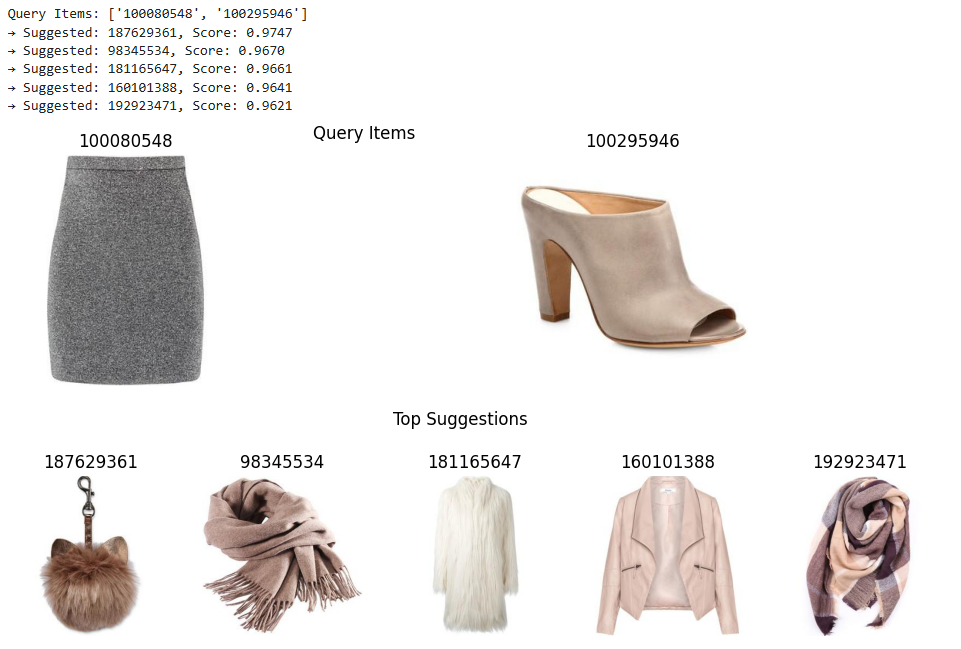 Query Items: ['100080548', '100295946']
→ Suggested: 187629361, Score: 0.9747
→ Suggested: 98345534, Score: 0.9670
→ Suggested: 181165647, Score: 0.9661
→ Suggested: 160101388, Score: 0.9641
→ Suggested: 192923471, Score: 0.9621
Query Items
100080548
100295946
Top Suggestions
187629361
98345534
181165647
160101388
192923471